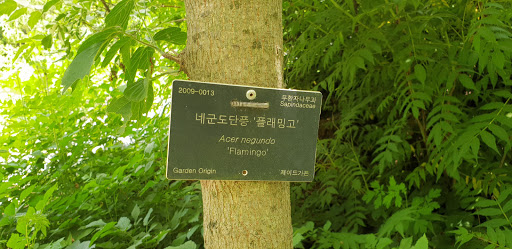 2009-0013 무환자나무과
Sapindaceae
네군도단풍 '플래밍고'
Acer negundo
'Flamingo'
Garden Origin 제이드가든